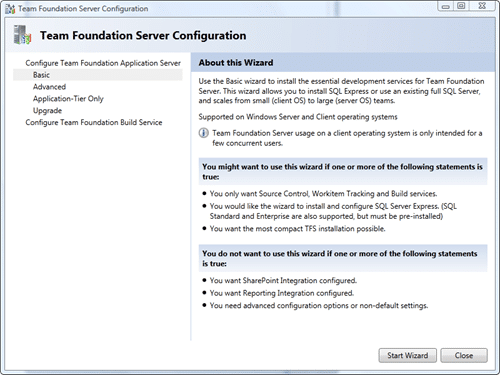 Team Foundation Server Configuration
Team Foundation Server Configuration
Configure Team Foundation Application Server
Basic
Advanced
Application-Tier Only
Upgrade
Configure Team Foundation Build Service
About this Wizard
Use the Basic wizard to install the essential development services for Team Foundation
Server. This wizard allows you to install SQL Express or use an existing full SQL Server,
and scales from small (client OS) to large (server OS) teams.
Supported on Windows Server and Client operating systems
Team Foundation Server usage on a client operating system is only intended for a
few concurrent users.
You might want to use this wizard if one or more of the following statements is
true:
• You only want Source Control, Workitem Tracking and Build services.
• You would like the wizard to install and configure SQL Server Express. (SQL
Standard and Enterprise are also supported, but must be pre-installed)
• You want the most compact TFS installation possible.
You do not want to use this wizard if one or more of the following statements
is true:
• You want SharePoint Integration configured.
• You want Reporting Integration configured.
• You need advanced configuration options or non-default settings.
Start Wizard
Close